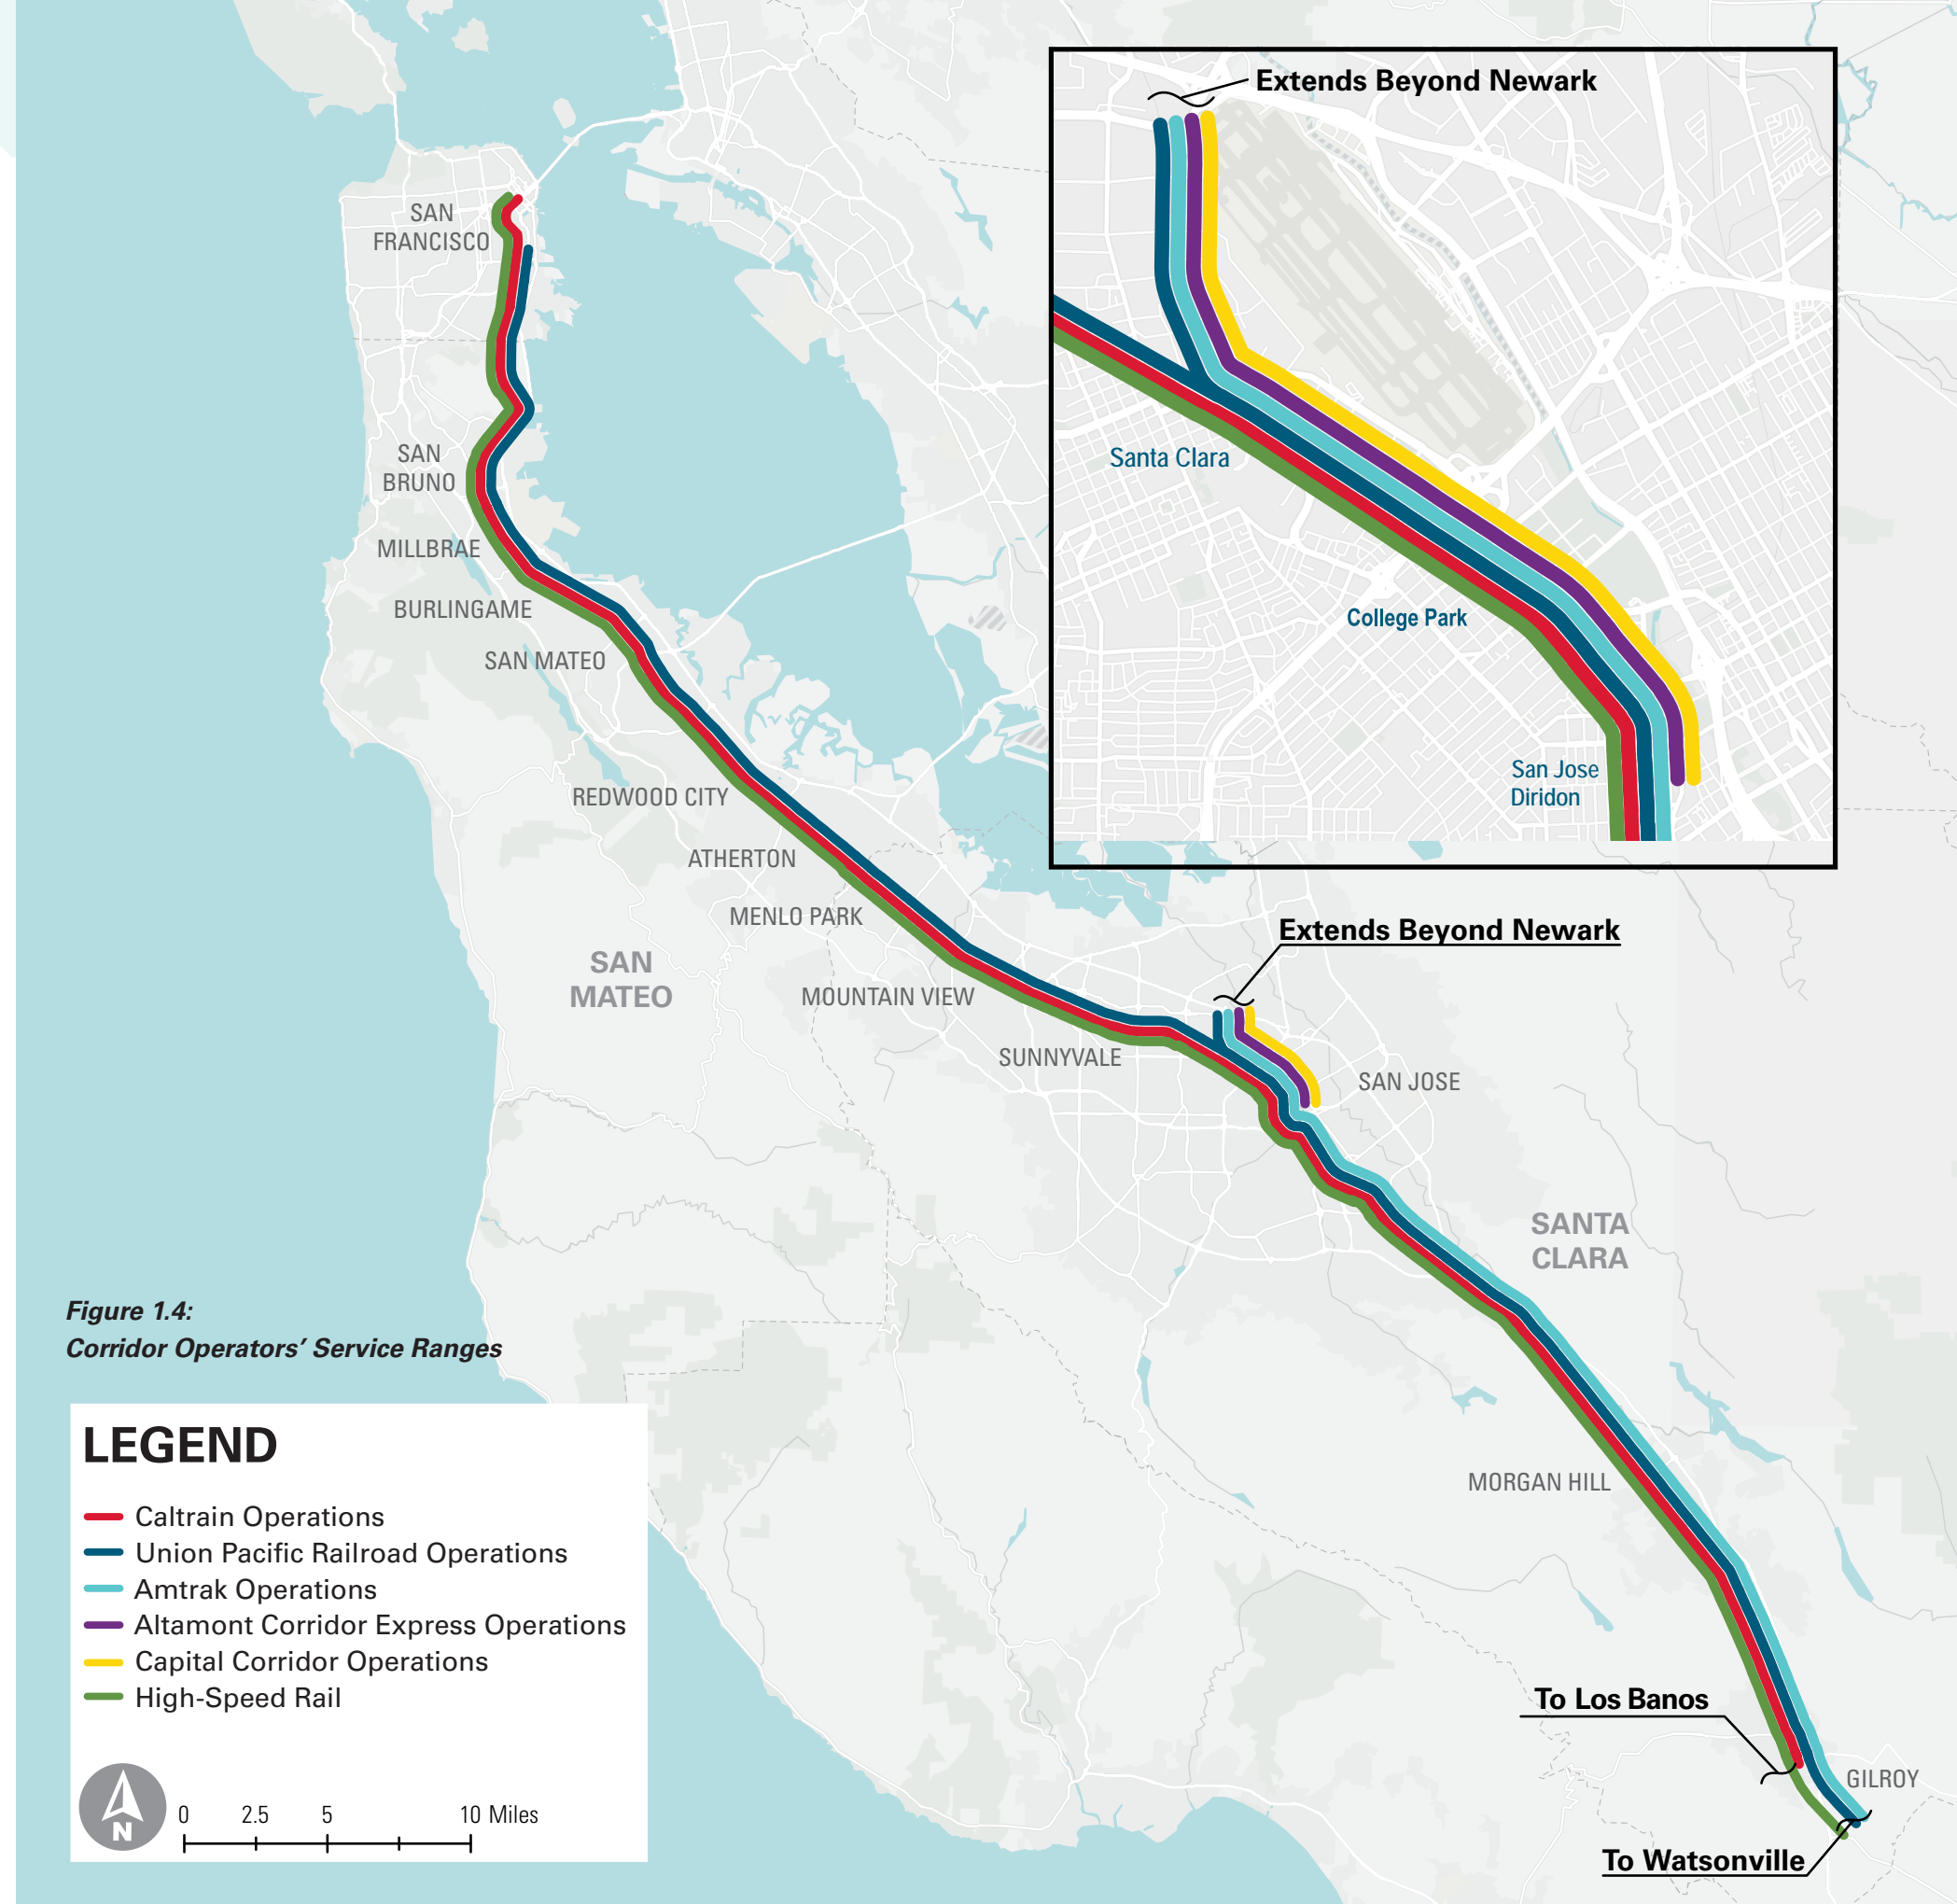 Extends Beyond Newark
Santa Clara
College Park
San Jose
Diridon
SAN
FRANCISCO
SAN
BRUNO
MILLBRAE
BURLINGAME
SAN MATEO
REDWOOD CITY
ATHERTON
MENLO PARK
SAN
MATEO
MOUNTAIN VIEW
SUNNYVALE
Extends Beyond Newark
SAN JOSE
SANTA
CLARA
MORGAN HILL
To Los Banos
GILROY
To Watsonville
Figure 1.4:
Corridor Operators’ Service Ranges
LEGEND
Caltrain Operations
Union Pacific Railroad Operations
Amtrak Operations
Altamont Corridor Express Operations
Capital Corridor Operations
High-Speed Rail
N
0 2.5 5 10 Miles